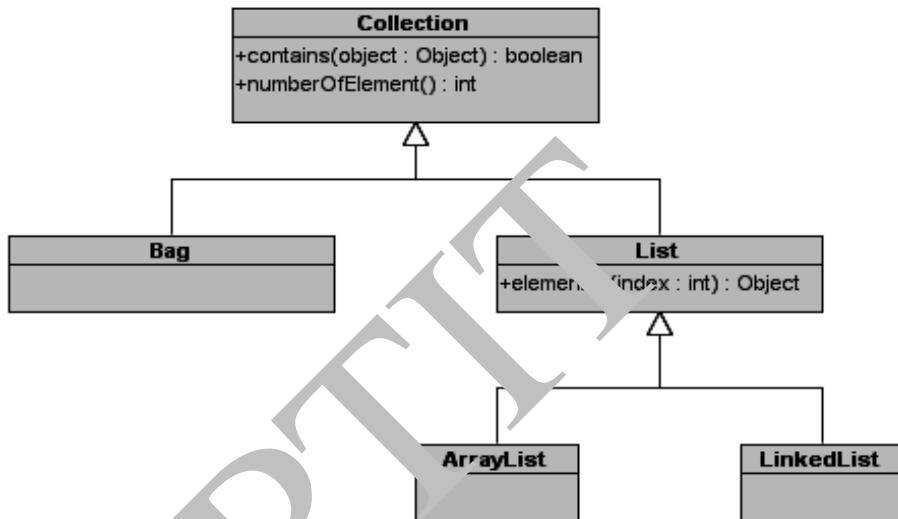 Collection
+contains(object : Object) : boolean
+numberOfElement() : int
Bag
List
(index : int) : Object
ArrayList
LinkedList
PTIT